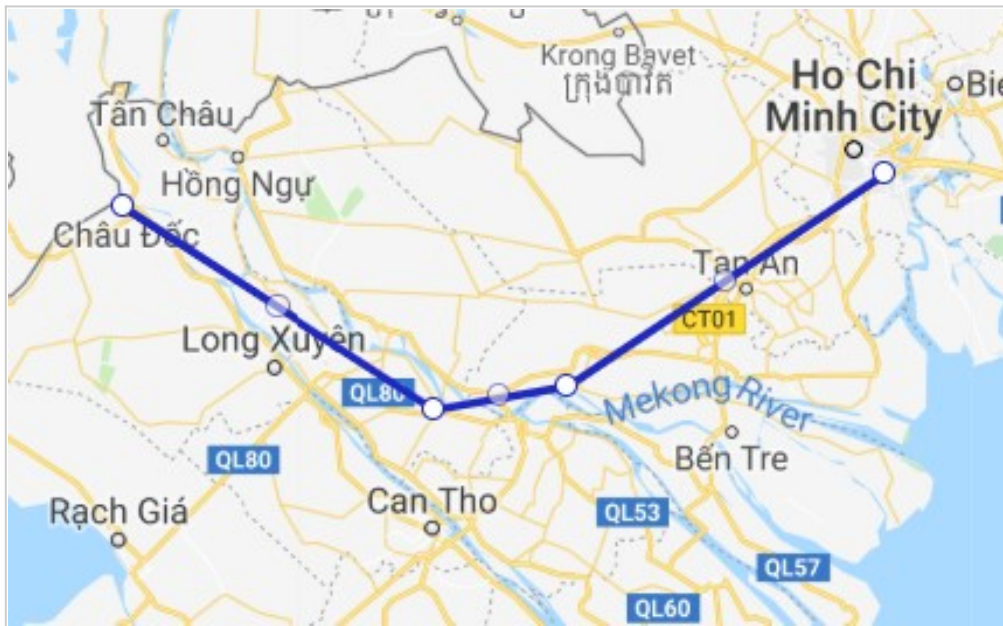 Krong Bavet
ក្រុងបាវិត
Ho Chi
Minh City
Bie
Tân Châu
Hồng Ngự
Châu Đốc
Tan An
CT01
Long Xuyên
QL80
Mekong River
QL80
Bến Tre
Rạch Giá
Can Tho
QL53
QL57
QL60